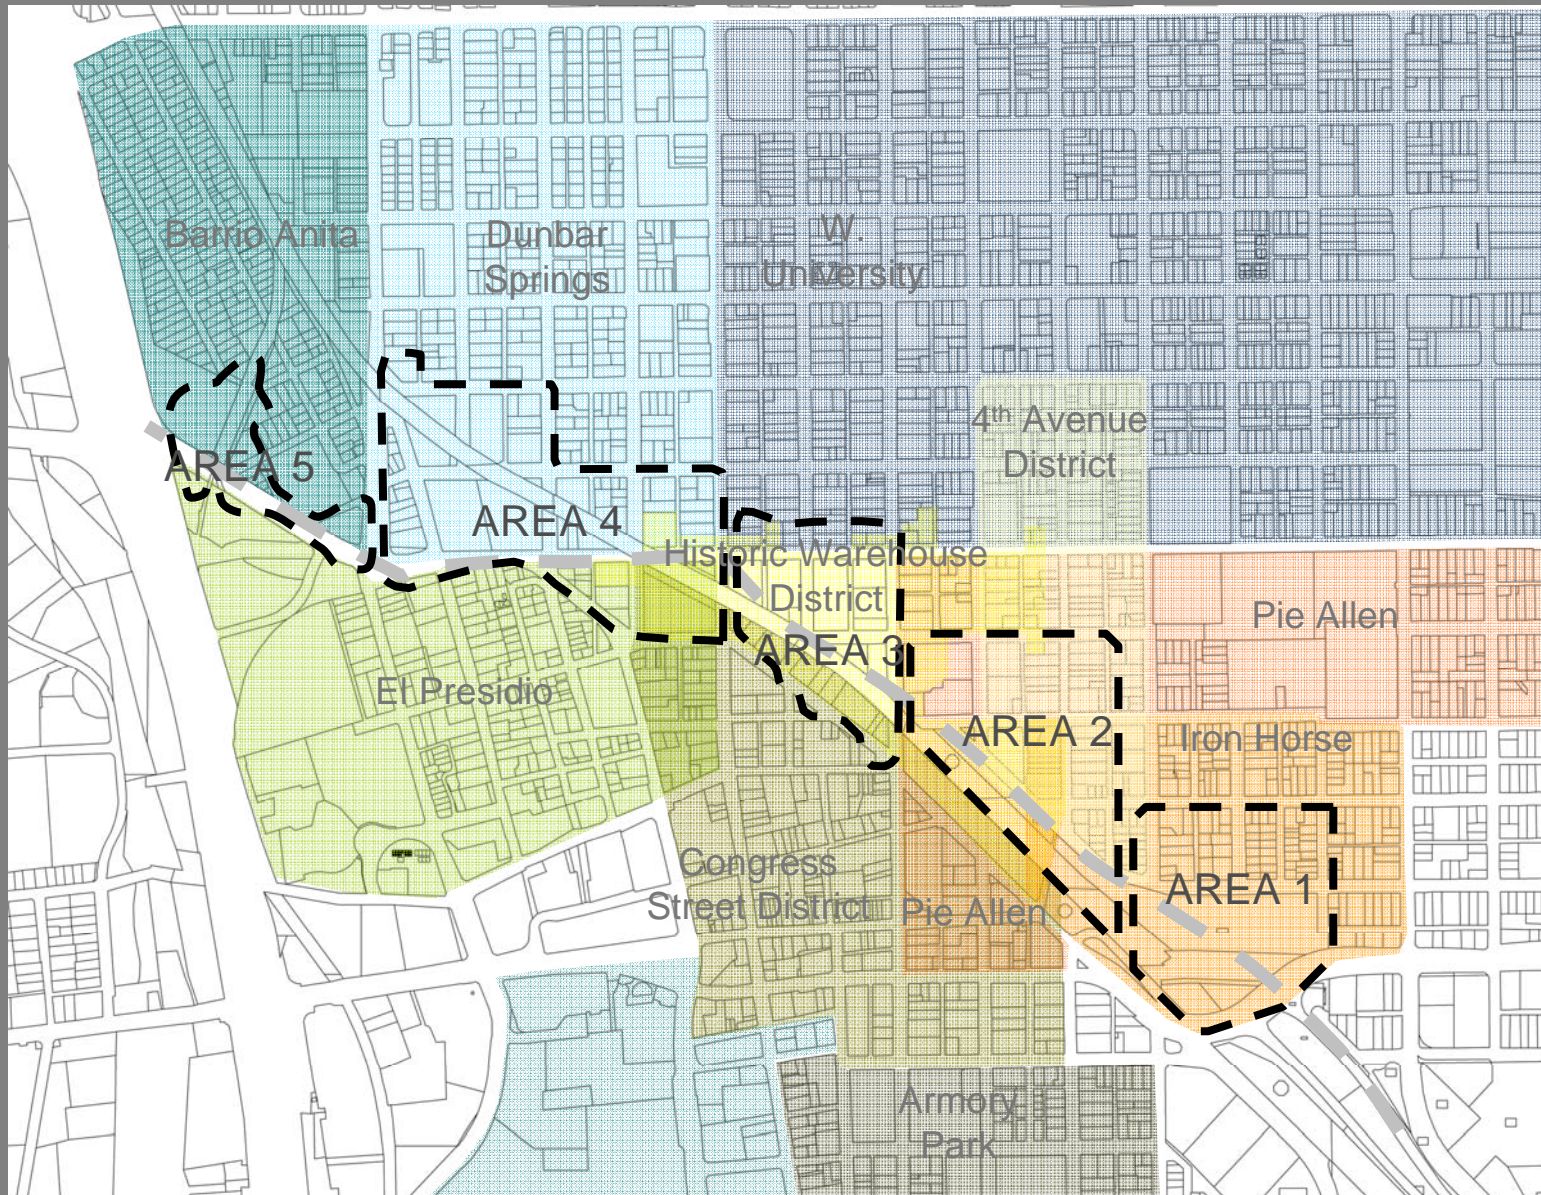 Barrio Anita
Dunbar
Springs
W.
University
4th Avenue
District
AREA 5
AREA 4
Historic Warehouse
District
Pie Allen
AREA 3
El Presidio
AREA 2
Iron Horse
Congress
Street District
Pie Allen
AREA 1
Armory
Park